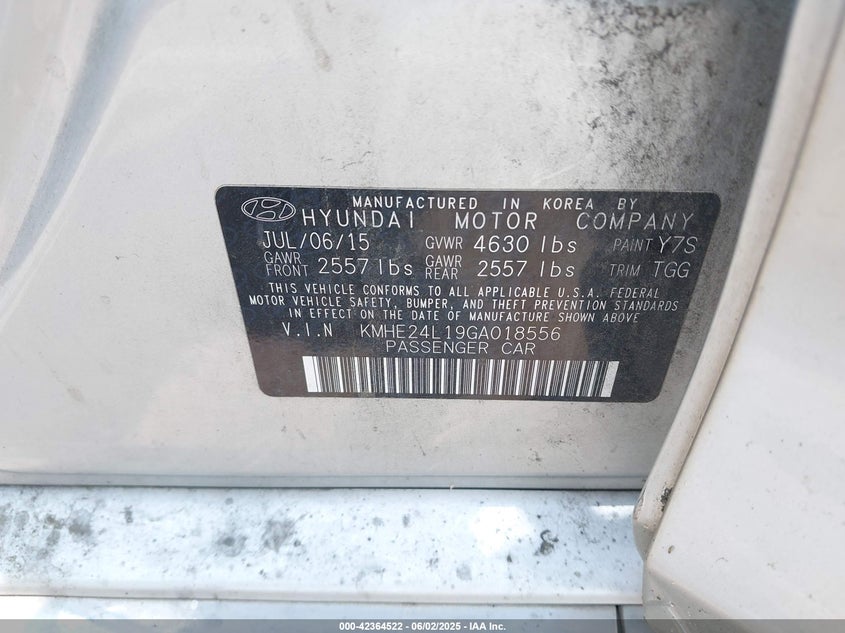 MANUFACTURED IN KOREA BY
HYUNDAI MOTOR COMPANY
JUL/06/15 GVWR 4630 lbs PAINT Y7S
GAWR FRONT 2557 lbs GAWR REAR 2557 lbs TRIM TGG
THIS VEHICLE CONFORMS TO ALL APPLICABLE U.S.A. FEDERAL
MOTOR VEHICLE SAFETY, BUMPER, AND THEFT PREVENTION STANDARDS
IN EFFECT ON THE DATE OF MANUFACTURE SHOWN ABOVE
V.I.N KMHE24L19GA018556
PASSENGER CAR
000-42364522 - 06/02/2025 - IAA Inc.